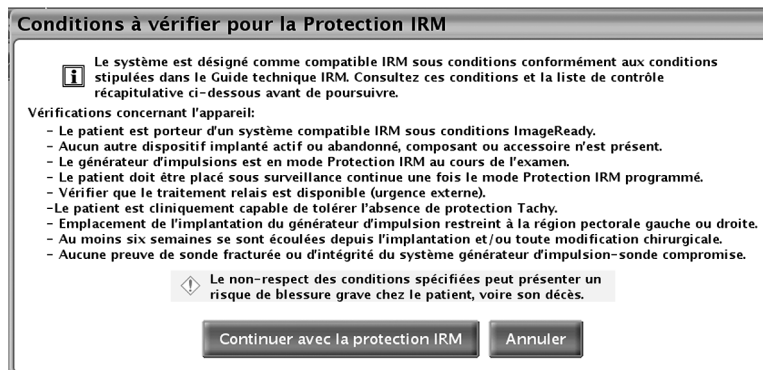 Conditions à vérifier pour la Protection IRM
Le système est désigné comme compatible IRM sous conditions conformément aux conditions
stipulées dans le Guide technique IRM. Consultez ces conditions et la liste de contrôle
récapitulative ci-dessous avant de poursuivre.
Vérifications concernant l'appareil:
- Le patient est porteur d'un système compatible IRM sous conditions ImageReady.
- Aucun autre dispositif implanté actif ou abandonné, composant ou accessoire n'est présent.
- Le générateur d'impulsions est en mode Protection IRM au cours de l'examen.
- Le patient doit être placé sous surveillance continue une fois le mode Protection IRM programmé.
- Vérifier que le traitement relais est disponible (urgence externe).
-Le patient est cliniquement capable de tolérer l'absence de protection Tachy.
- Emplacement de l'implantation du générateur d'impulsion restreint à la région pectorale gauche ou droite.
- Au moins six semaines se sont écoulées depuis l'implantation et/ou toute modification chirurgicale.
- Aucune preuve de sonde fracturée ou d'intégrité du système générateur d'impulsion-sonde compromise.
Le non-respect des conditions spécifiées peut présenter un
risque de blessure grave chez le patient, voire son décès.
Continuer avec la protection IRM
Annuler